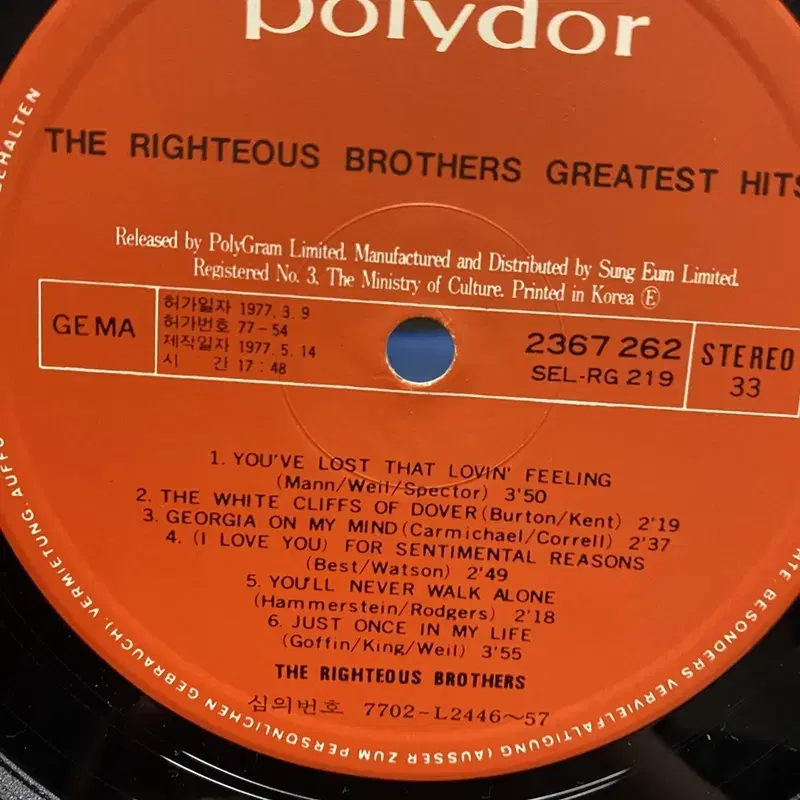 polydor
THE RIGHTEOUS BROTHERS GREATEST HITS
Released by PolyGram Limited. Manufactured and Distributed by Sung Eum Limited.
Registered No. 3, The Ministry of Culture. Printed in Korea Ⓔ
GEMA
허가일자 1977. 3. 9
허가번호 77-54
제작일자 1977. 5. 14
시 간 17 : 48
2367 262
SEL-RG 219
STEREO
33
1. YOU'VE LOST THAT LOVIN' FEELING
(Mann/Weil/Spector) 3'50
2. THE WHITE CLIFFS OF DOVER (Burton/Kent) 2'19
3. GEORGIA ON MY MIND (Carmichael/Correll) 2'37
4. (I LOVE YOU) FOR SENTIMENTAL REASONS
(Best/Watson) 2'49
5. YOU'LL NEVER WALK ALONE
(Hammerstein/Rodgers) 2'18
6. JUST ONCE IN MY LIFE
(Goffin/King/Weil) 3'55
THE RIGHTEOUS BROTHERS
심의번호 7702-L2446~57
BESONDERS VERVIELFÄLTIGUNG (AUSSER ZUM PERSÖNLICHEN GEBRAUCH), VERMIETUNG,